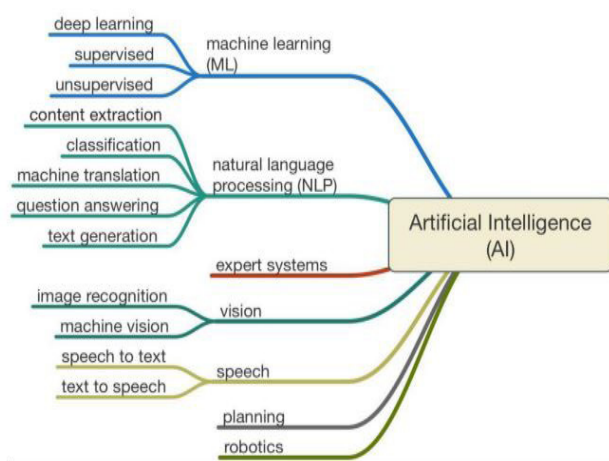 deep learning
supervised
unsupervised
machine learning
(ML)
content extraction
classification
machine translation
question answering
text generation
natural language
processing (NLP)
Artificial Intelligence
(AI)
expert systems
image recognition
machine vision
vision
speech to text
text to speech
speech
planning
robotics